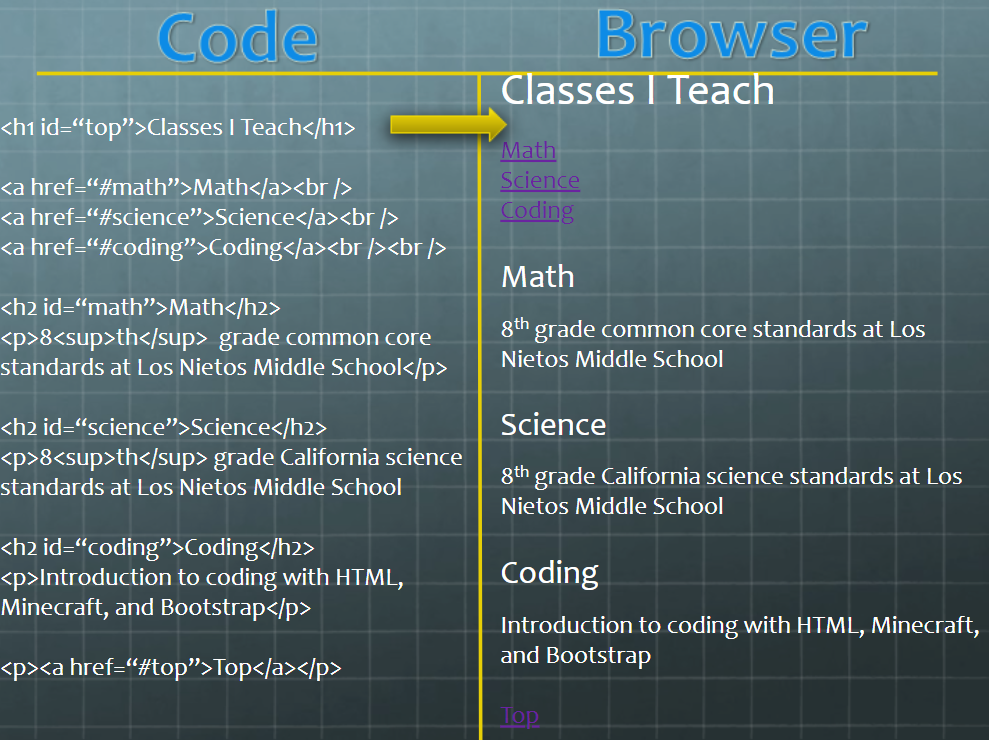 Code
Browser
<h1 id=“top”>Classes I Teach</h1>
<a href=“#math”>Math</a><br />
<a href=“#science”>Science</a><br />
<a href=“#coding”>Coding</a><br /><br />
<h2 id=“math”>Math</h2>
<p>8<sup>th</sup>  grade common core
standards at Los Nietos Middle School</p>
<h2 id=“science”>Science</h2>
<p>8<sup>th</sup> grade California science
standards at Los Nietos Middle School
<h2 id=“coding”>Coding</h2>
<p>Introduction to coding with HTML,
Minecraft, and Bootstrap</p>
<p><a href=“#top”>Top</a></p>
Classes I Teach
Math
Science
Coding
Math
8th grade common core standards at Los
Nietos Middle School
Science
8th grade California science standards at Los
Nietos Middle School
Coding
Introduction to coding with HTML, Minecraft,
and Bootstrap
Top